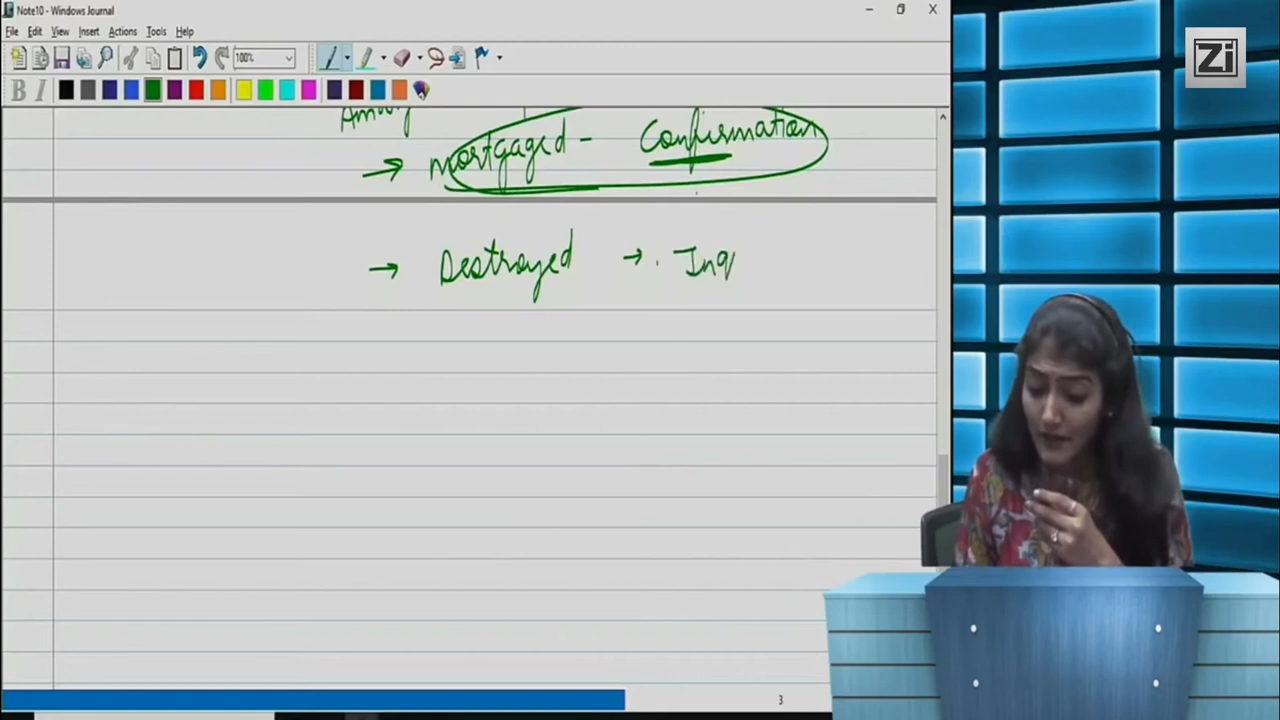 Note10 - Windows Journal
File Edit View Insert Actions Tools Help
100%
B I
Zi
→ mortgaged - Confirmation
→ Destroyed → Inq
3